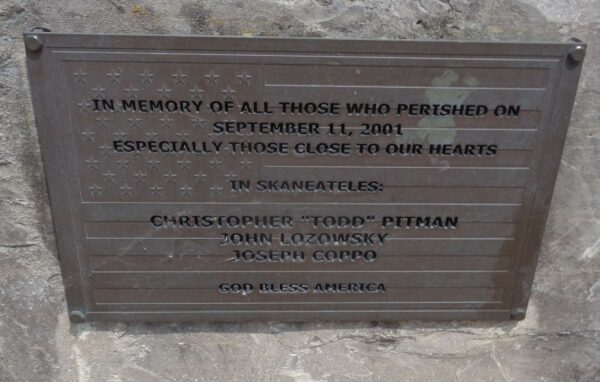 IN MEMORY OF ALL THOSE WHO PERISHED ON
SEPTEMBER 11, 2001
ESPECIALLY THOSE CLOSE TO OUR HEARTS
IN SKANEATELES:
CHRISTOPHER "TODD" PITMAN
JOHN LOZOWSKY
JOSEPH COPPO
GOD BLESS AMERICA